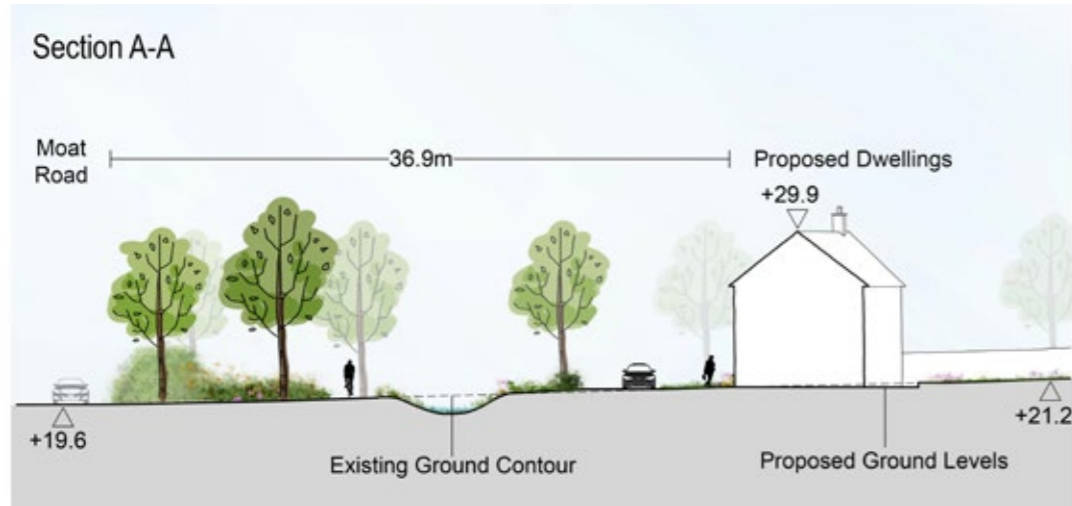 Section A-A
Moat
Road
36.9m
Proposed Dwellings
+29.9
+19.6
+21.2
Existing Ground Contour
Proposed Ground Levels